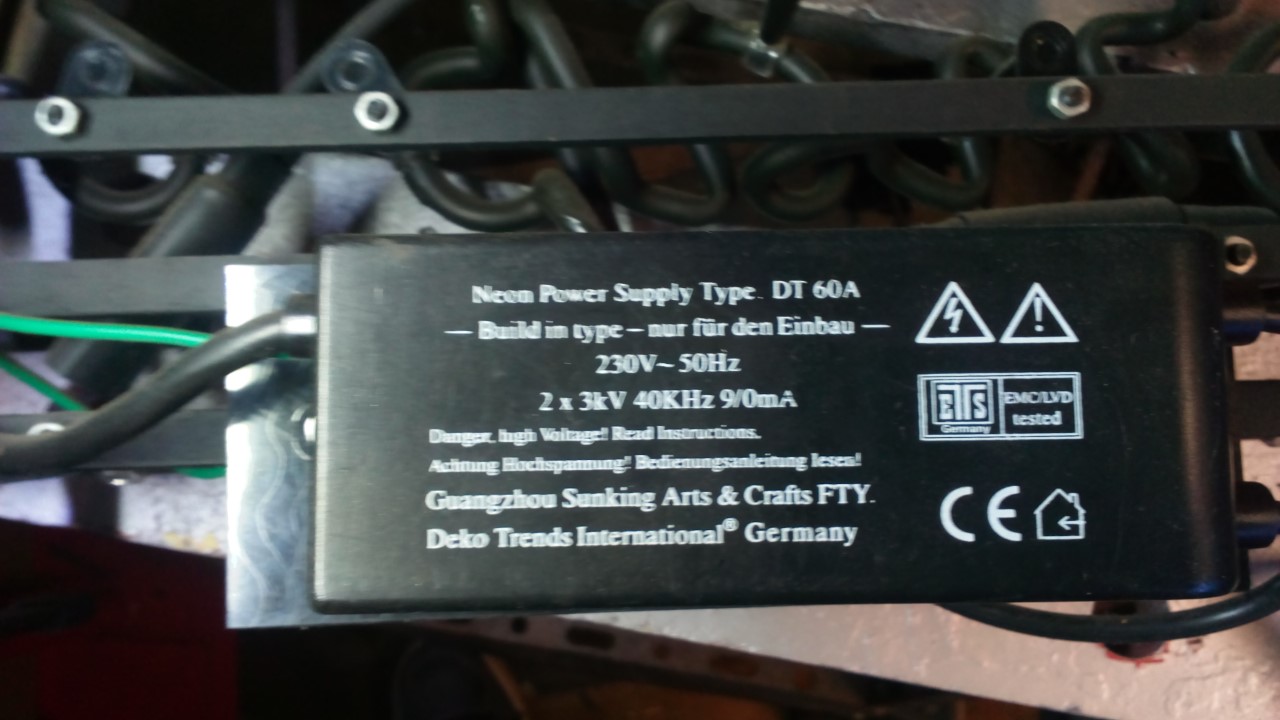 Neon Power Supply Type. DT 60A
— Build in type – nur für den Einbau —
230V~ 50Hz
2 x 3kV 40KHz 9/0mA
Danger, high Voltage! Read Instructions.
Achtung Hochspannung! Bedienungsanleitung lesen!
Guangzhou Sunking Arts & Crafts FTY.
Deko Trends International® Germany
ETS
Germany
EMC/LVD
tested
CE